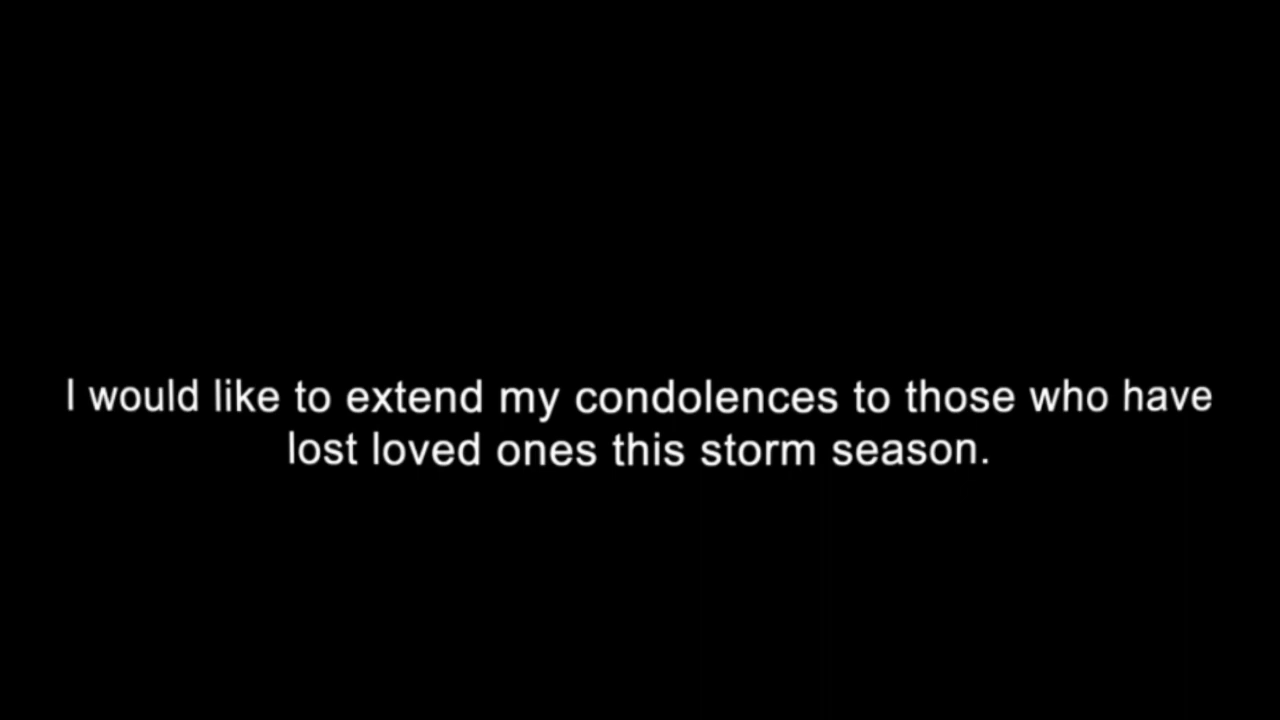 I would like to extend my condolences to those who have
lost loved ones this storm season.